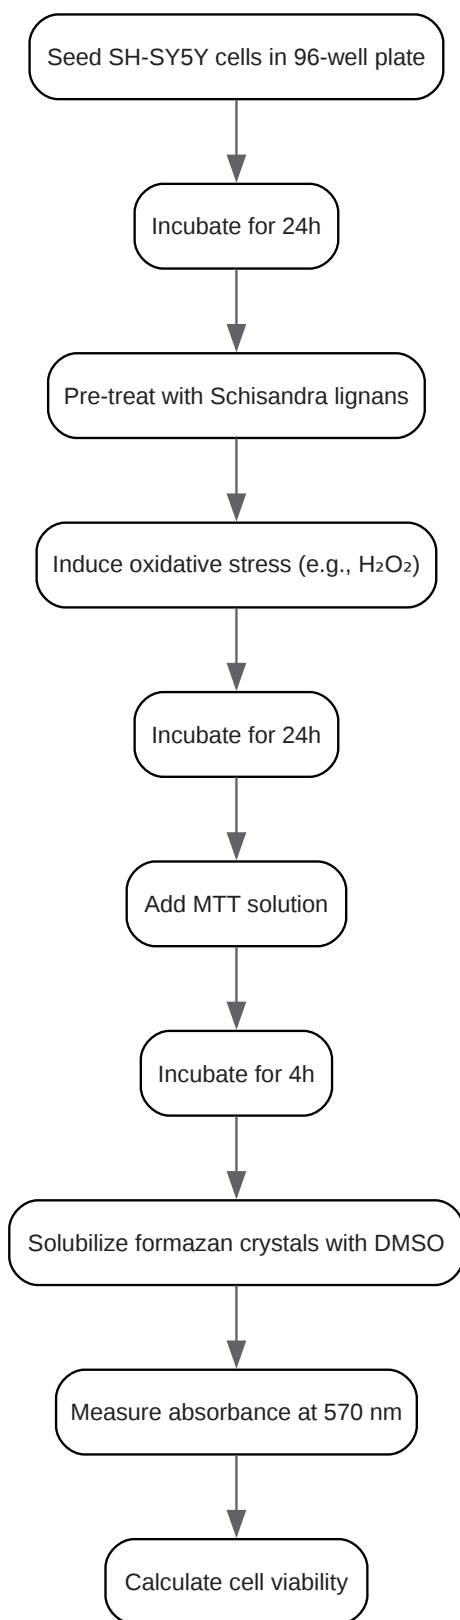 Seed SH-SY5Y cells in 96-well plate
Incubate for 24h
Pre-treat with Schisandra lignans
Induce oxidative stress (e.g., H₂O₂)
Incubate for 24h
Add MTT solution
Incubate for 4h
Solubilize formazan crystals with DMSO
Measure absorbance at 570 nm
Calculate cell viability